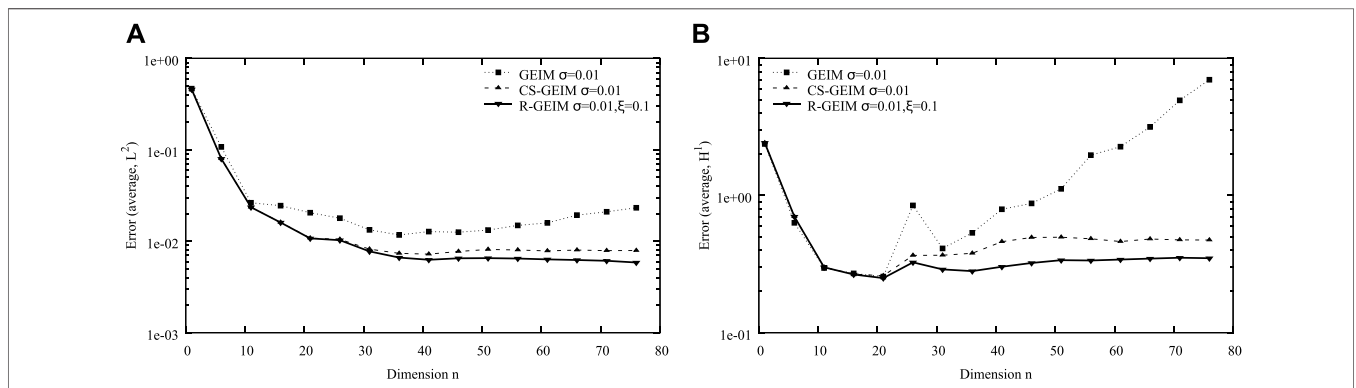 A
1e+00
1e-01
1e-02
1e-03
Error (average, L²)
GEIM σ=0.01
CS-GEIM σ=0.01
R-GEIM σ=0.01,ξ=0.1
0 10 20 30 40 50 60 70 80
Dimension n
B
1e+01
1e+00
1e-01
Error (average, H¹)
GEIM σ=0.01
CS-GEIM σ=0.01
R-GEIM σ=0.01,ξ=0.1
0 10 20 30 40 50 60 70 80
Dimension n